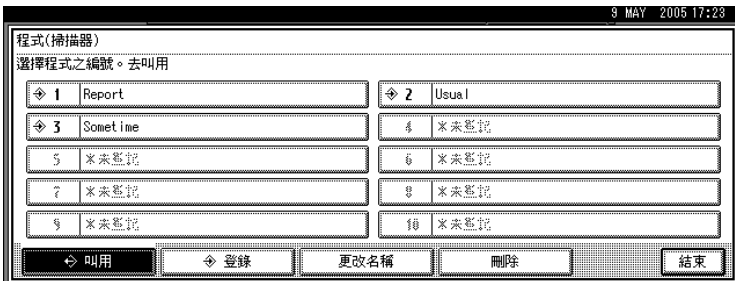 9 MAY 2005 17:23
程式(掃描器)
選擇程式之編號。去叫用
1 Report
2 Usual
3 Sometime
4 *未登記
5 *未登記
6 *未登記
7 *未登記
8 *未登記
9 *未登記
10 *未登記
叫用 登錄 更改名稱 刪除 結束